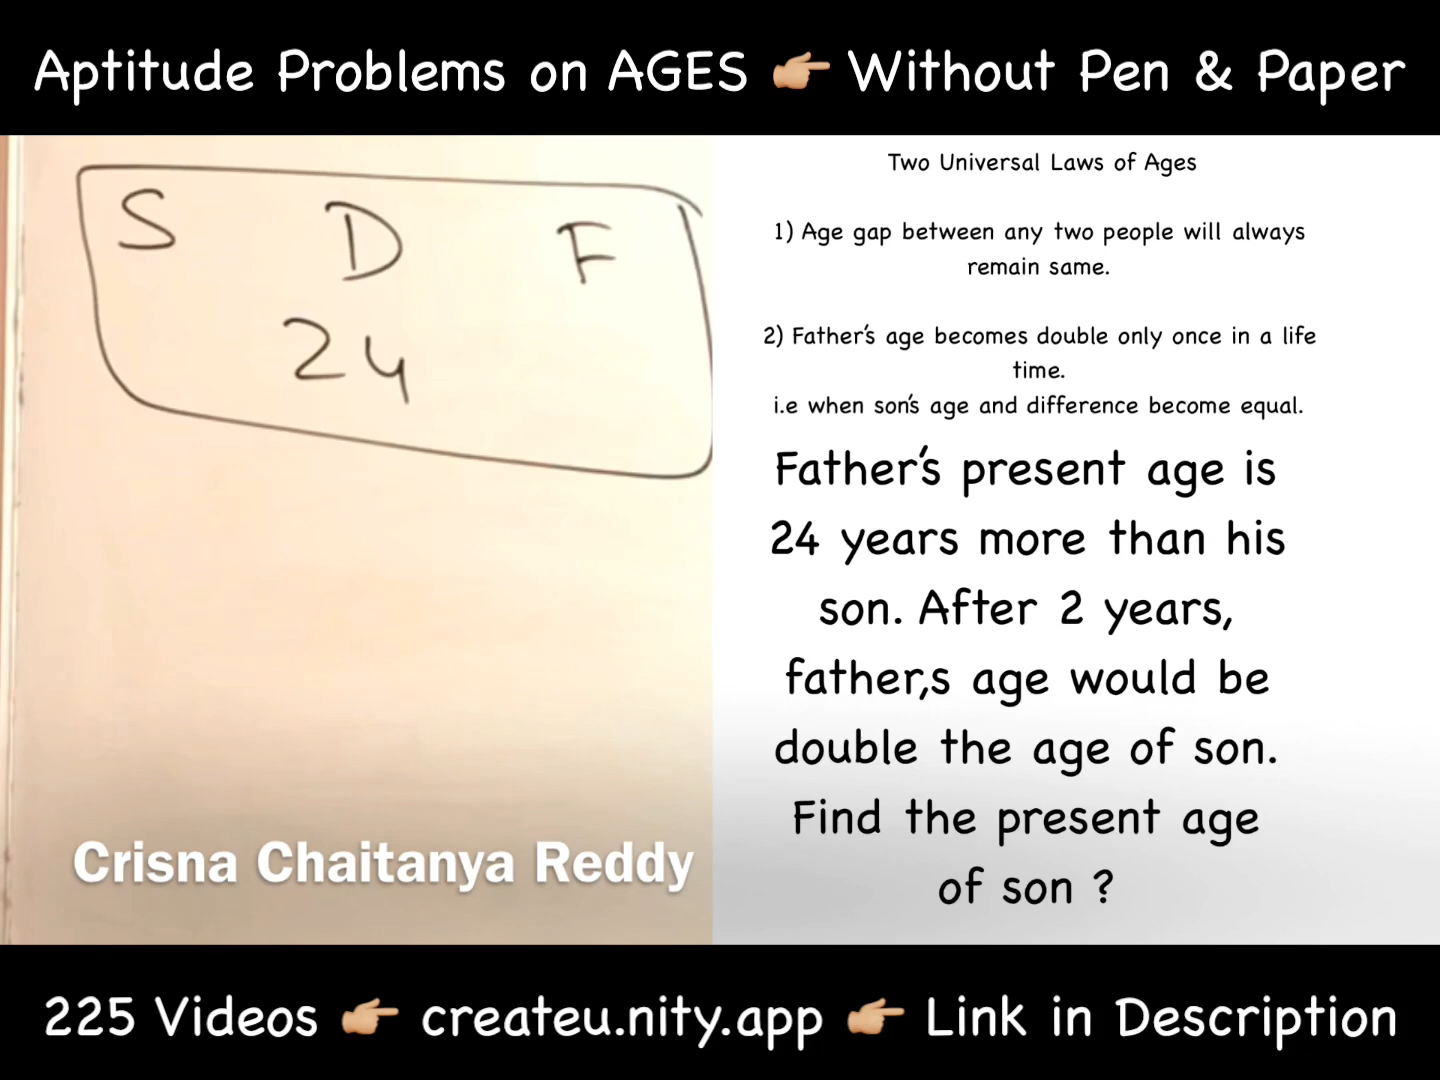 Aptitude Problems on AGES 👉🏼 Without Pen & Paper
S D F
24
Crisna Chaitanya Reddy
Two Universal Laws of Ages
1) Age gap between any two people will always
remain same.
2) Father's age becomes double only once in a life
time.
i.e when son's age and difference become equal.
Father's present age is
24 years more than his
son. After 2 years,
father,s age would be
double the age of son.
Find the present age
of son ?
225 Videos 👉🏼 createu.nity.app 👉🏼 Link in Description